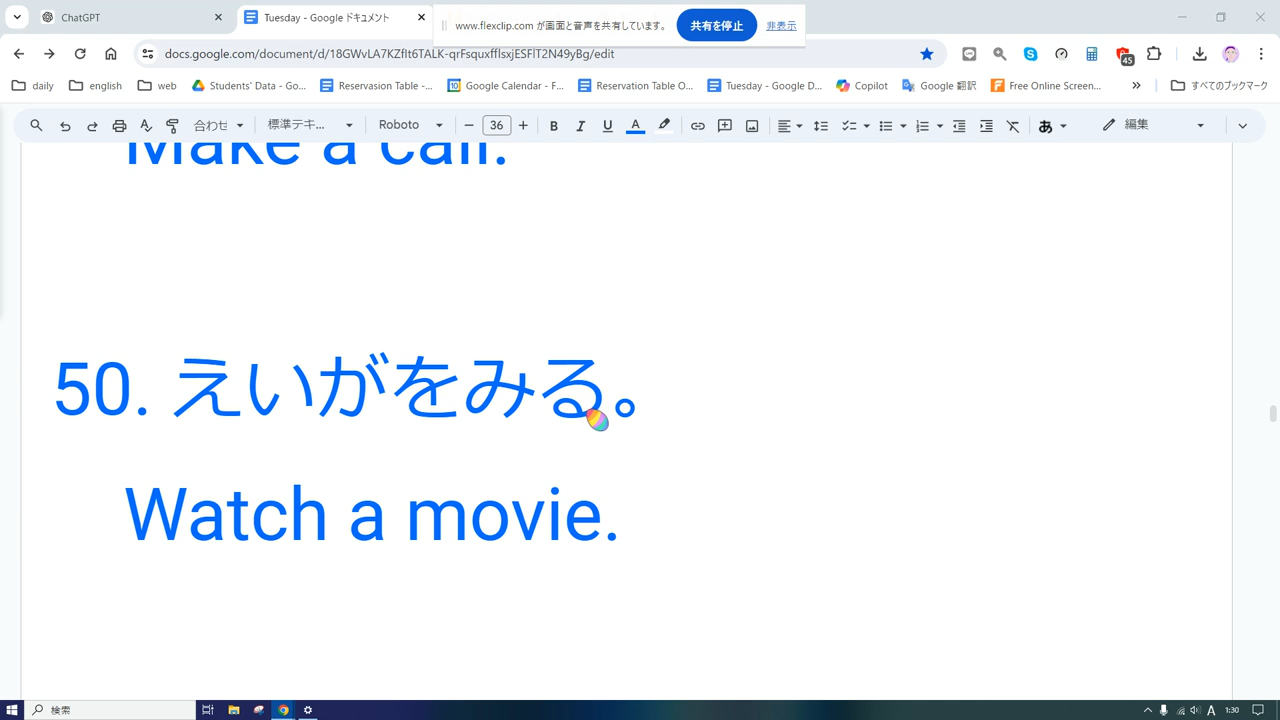 ChatGPT
Tuesday - Google ドキュメント
www.flexclip.com が画面と音声を共有しています。
共有を停止
非表示
docs.google.com/document/d/18GWvLA7KZfIt6TALK-qrFsquxfflsxjESFIT2N49yBg/edit
45
daily
english
web
Students' Data - Go...
Reservasion Table -...
Google Calendar - F...
Reservation Table O...
Tuesday - Google D...
Copilot
Google 翻訳
Free Online Screen...
すべてのブックマーク
合わせ
標準テキ...
Roboto
36
B
I
U
A
あ
編集
Make a call.
50. えいがをみる。
Watch a movie.
検索
A
1:30